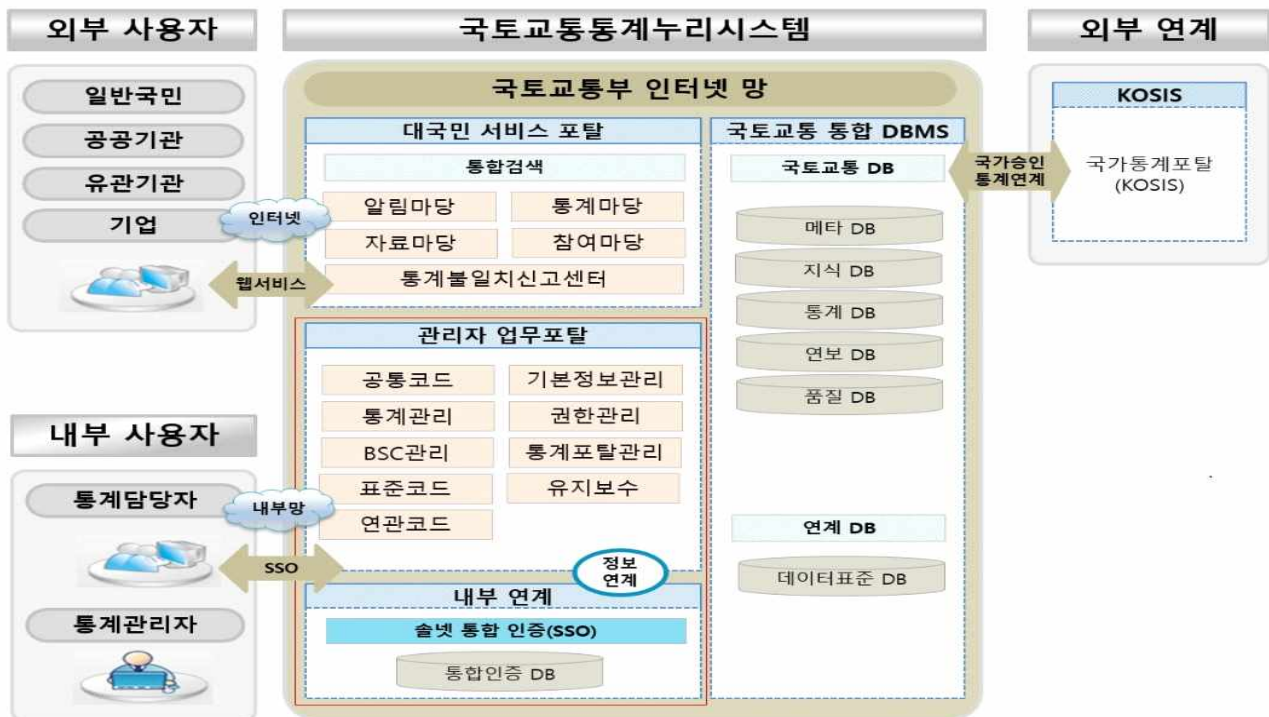 외부 사용자
국토교통통계누리시스템
외부 연계
일반국민
공공기관
유관기관
기업
인터넷
웹서비스
국토교통부 인터넷 망
대국민 서비스 포탈
통합검색
알림마당
통계마당
자료마당
참여마당
통계불일치신고센터
관리자 업무포탈
공통코드
기본정보관리
통계관리
권한관리
BSC관리
통계포탈관리
표준코드
유지보수
연관코드
정보
연계
내부 연계
솔넷 통합 인증(SSO)
통합인증 DB
국토교통 통합 DBMS
국토교통 DB
메타 DB
지식 DB
통계 DB
연보 DB
품질 DB
연계 DB
데이터표준 DB
국가승인
통계연계
KOSIS
국가통계포탈
(KOSIS)
내부 사용자
통계담당자
내부망
SSO
통계관리자